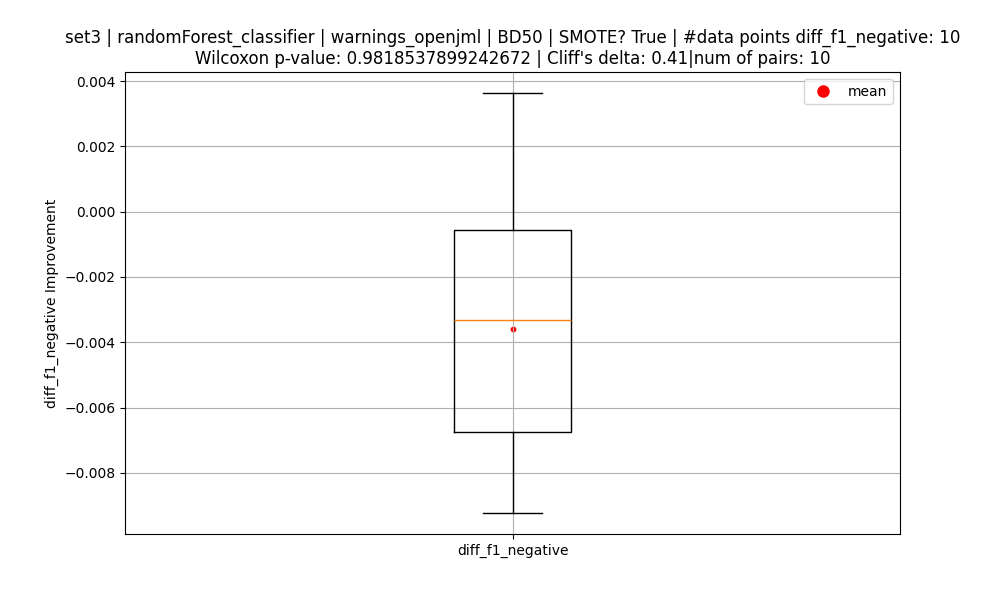 set3 | randomForest_classifier | warnings_openjml | BD50 | SMOTE? True | #data points diff_f1_negative: 10
Wilcoxon p-value: 0.9818537899242672 | Cliff's delta: 0.41|num of pairs: 10
mean
0.004
0.002
0.000
−0.002
−0.004
−0.006
−0.008
diff_f1_negative Improvement
diff_f1_negative